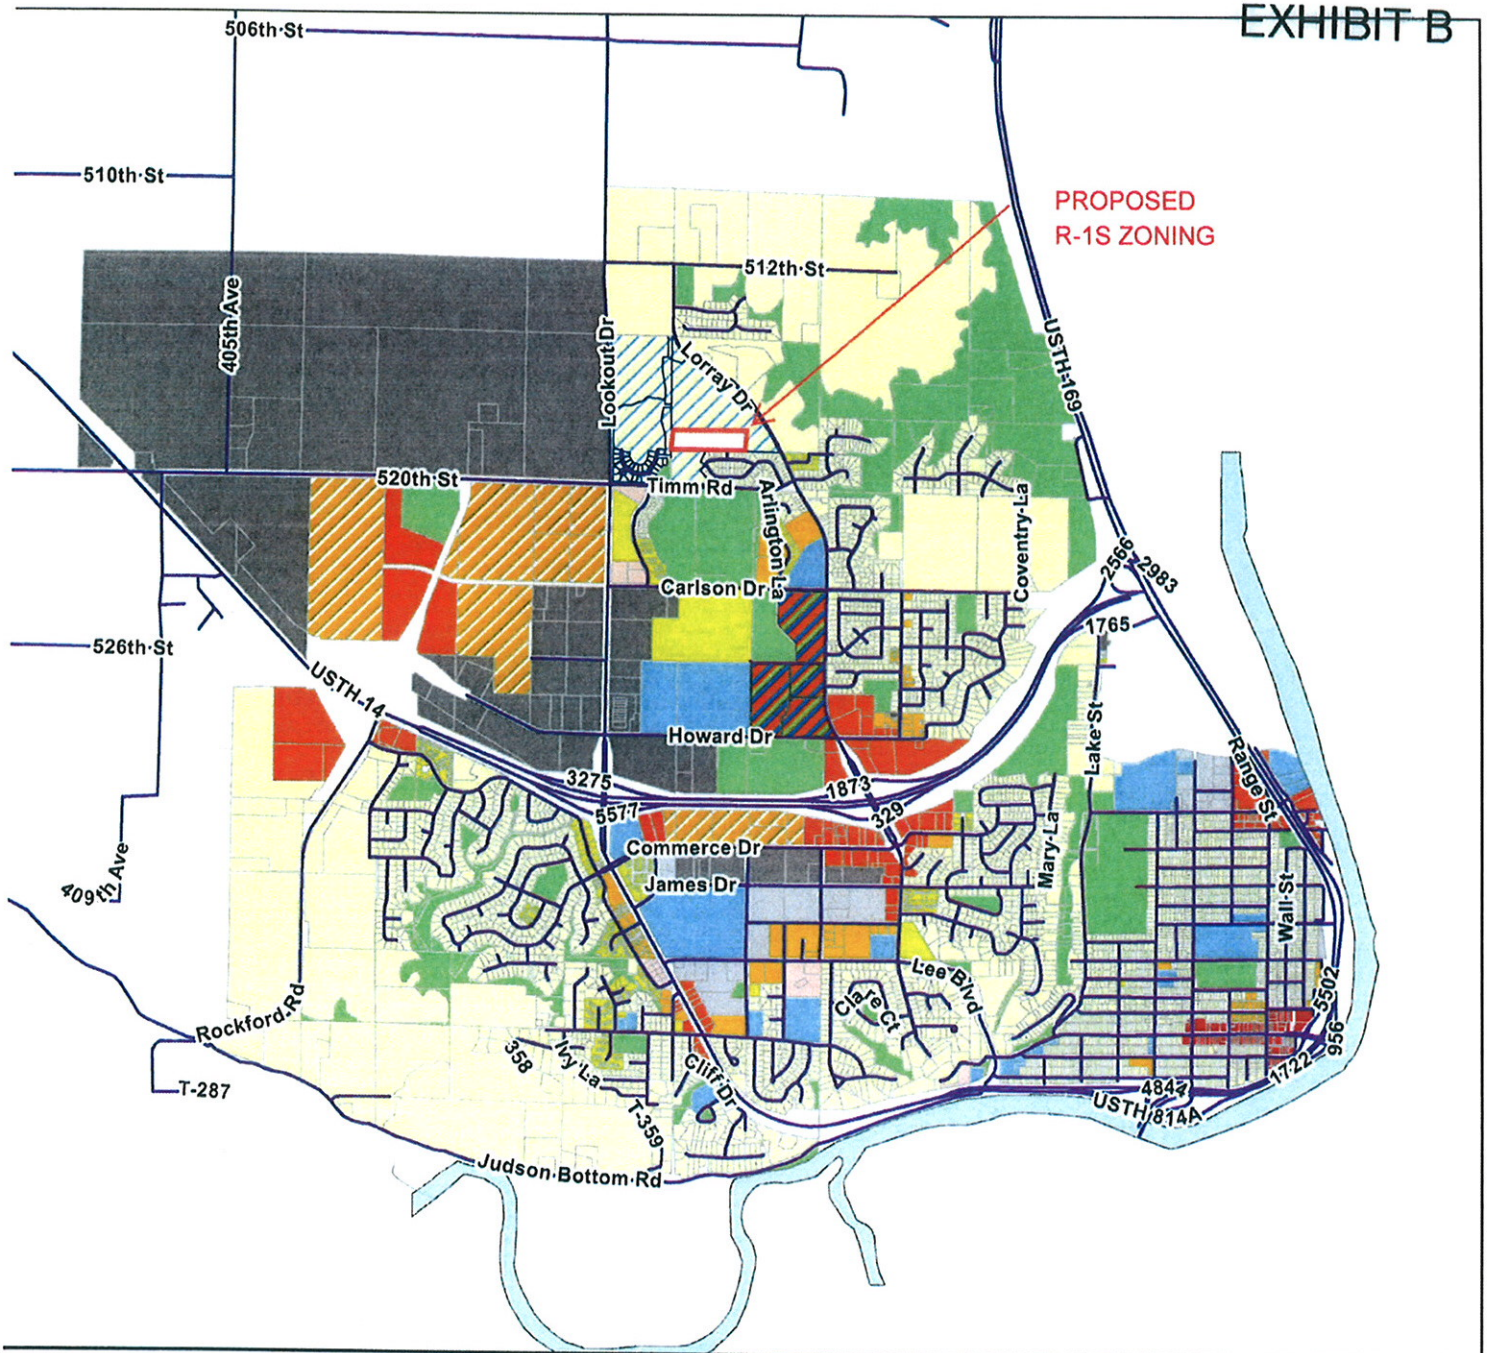 EXHIBIT B
506th St
510th St
PROPOSED
R-1S ZONING
512th St
405th Ave
Lookout Dr
Lorray Dr
USTH 169
520th St
Timm Rd
Arlington La
Coventry La
2566
2983
Carlson Dr
1765
526th St
USTH 14
Howard Dr
Lake St
Range St
3275
1873
5577
329
Commerce Dr
Mary La
James Dr
409th Ave
Wall St
Lee Blvd
Clare Ct
Rockford Rd
5502
956
358
Ivy La
Cliff Dr
1722
T-287
4844
USTH 814A
T-359
Judson Bottom Rd